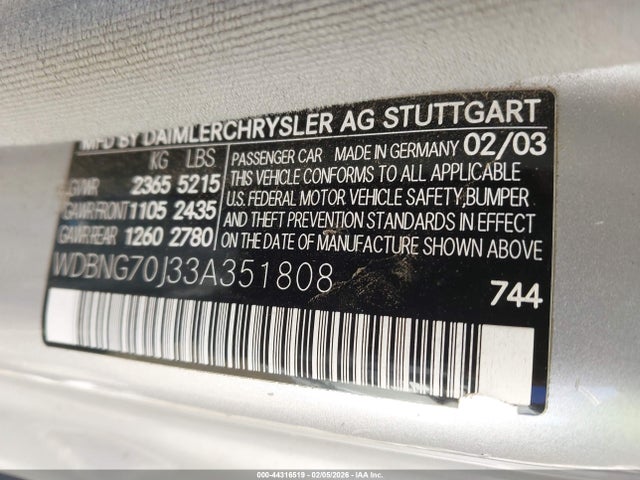 MFD BY DAIMLERCHRYSLER AG STUTTGART
KG LBS
GVWR 2365 5215
GAWR FRONT 1105 2435
GAWR REAR 1260 2780
PASSENGER CAR MADE IN GERMANY 02/03
THIS VEHICLE CONFORMS TO ALL APPLICABLE
U.S. FEDERAL MOTOR VEHICLE SAFETY, BUMPER
AND THEFT PREVENTION STANDARDS IN EFFECT
ON DATE OF MANUFACTURE SHOWN ABOVE.
WDBNG70J33A351808
744
000-44316519 - 02/05/2026 - IAA Inc.